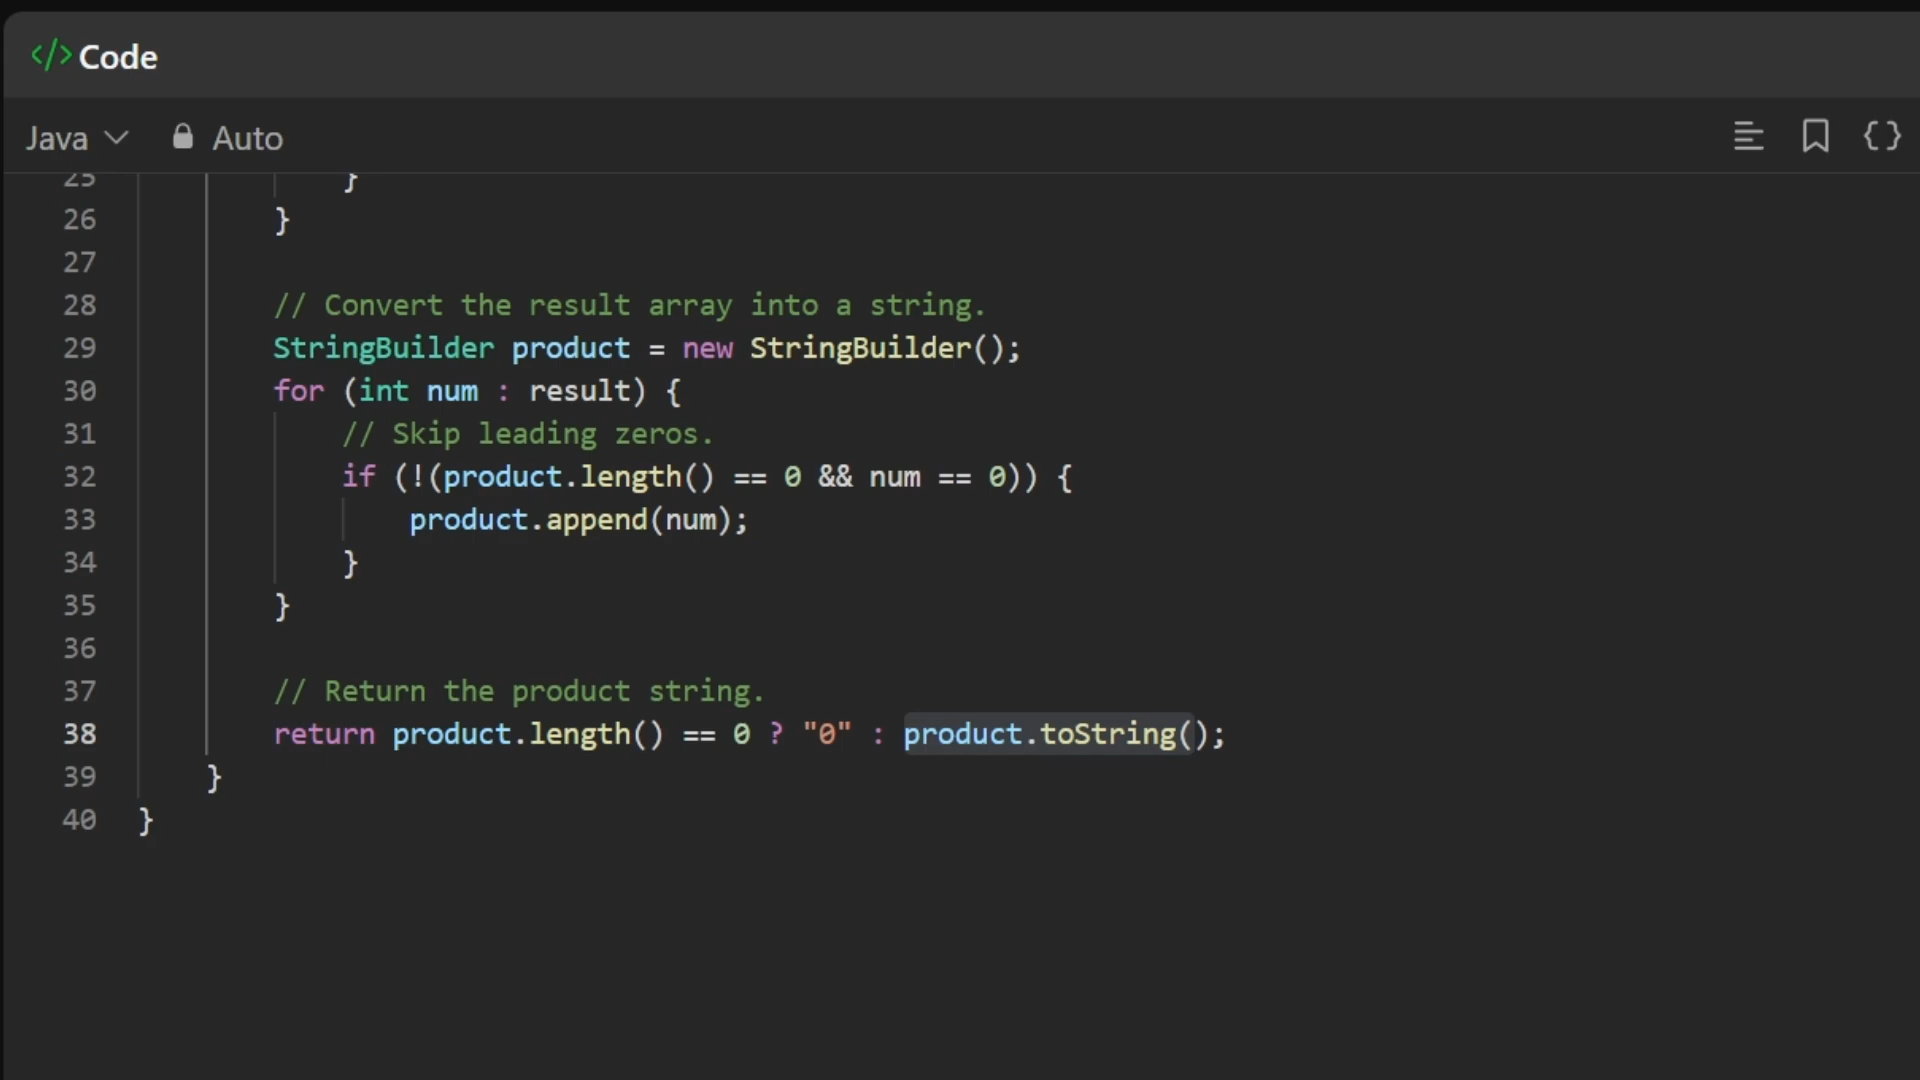 </> Code
Java Auto {}
25 }
26 }
27
28 // Convert the result array into a string.
29 StringBuilder product = new StringBuilder();
30 for (int num : result) {
31 // Skip leading zeros.
32 if (!(product.length() == 0 && num == 0)) {
33 product.append(num);
34 }
35 }
36
37 // Return the product string.
38 return product.length() == 0 ? "0" : product.toString();
39 }
40 }